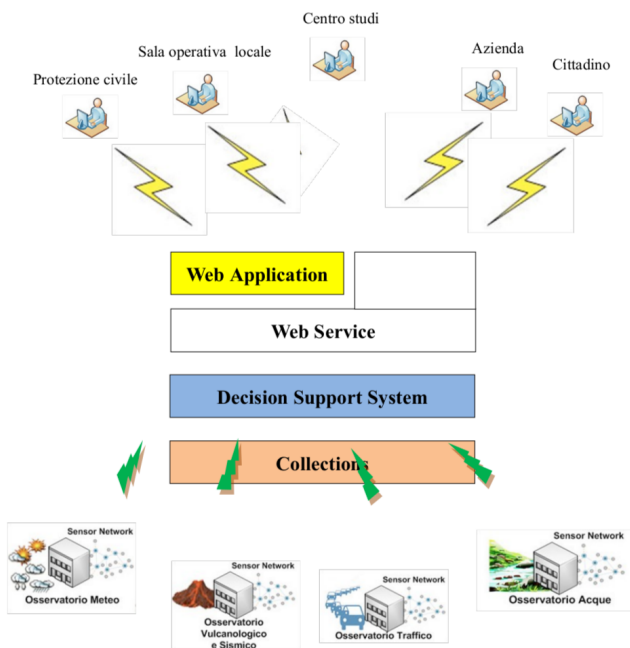 Centro studi
Sala operativa locale
Azienda
Cittadino
Protezione civile
Web Application
Web Service
Decision Support System
Collections
Sensor Network
Osservatorio Meteo
Sensor Network
Osservatorio
Vulcanologico
e Sismico
Sensor Network
Osservatorio Traffico
Sensor Network
Osservatorio Acque